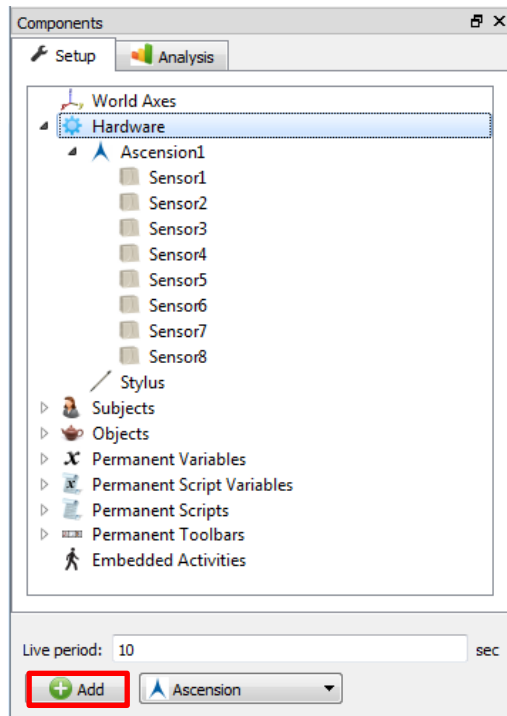 Components
Setup Analysis
World Axes
Hardware
Ascension1
Sensor1
Sensor2
Sensor3
Sensor4
Sensor5
Sensor6
Sensor7
Sensor8
Stylus
Subjects
Objects
Permanent Variables
Permanent Script Variables
Permanent Scripts
Permanent Toolbars
Embedded Activities
Live period: 10 sec
Add Ascension